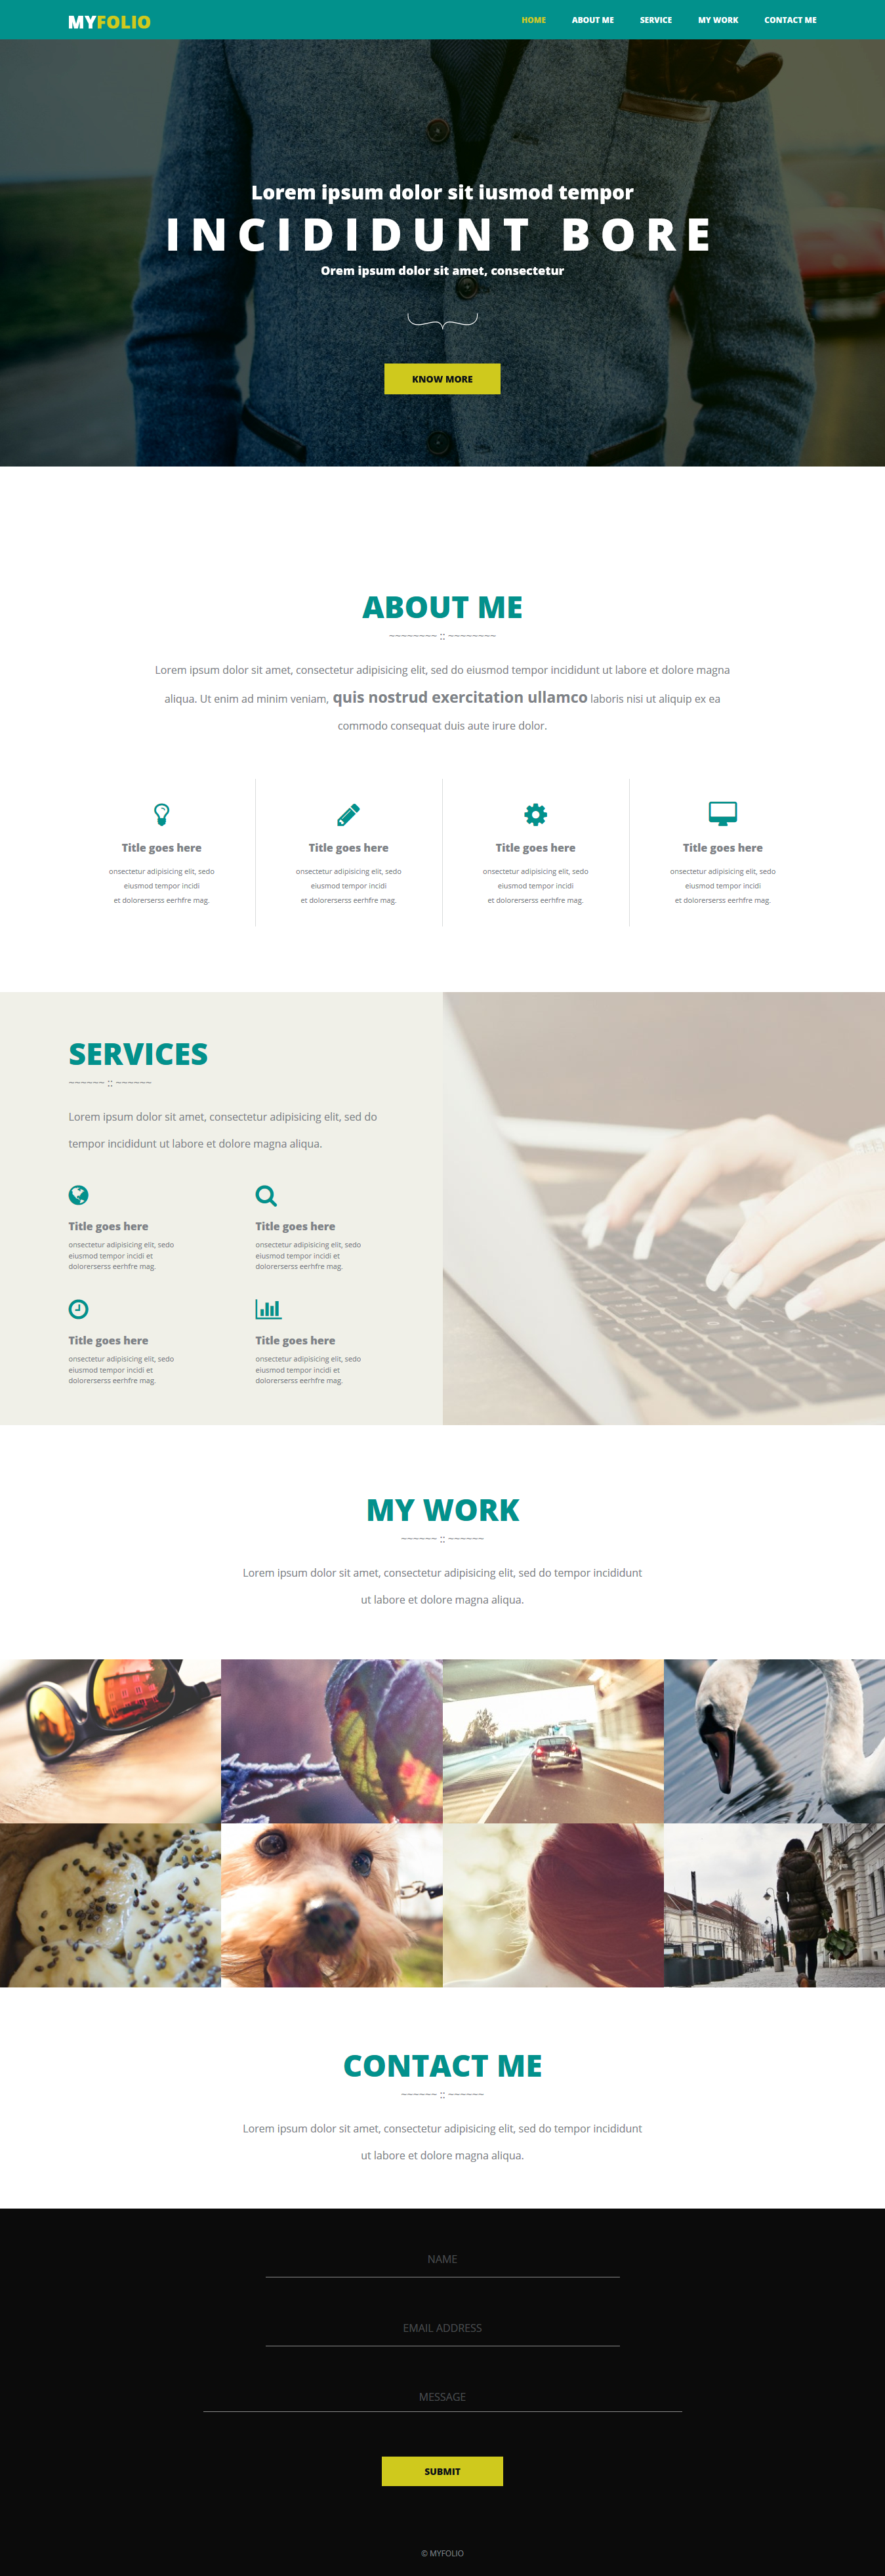 MYFOLIO
HOME ABOUT ME SERVICE MY WORK CONTACT ME
Lorem ipsum dolor sit iusmod tempor
INCIDIDUNT BORE
Orem ipsum dolor sit amet, consectetur
KNOW MORE
ABOUT ME
~~~~~~~~ :: ~~~~~~~~
Lorem ipsum dolor sit amet, consectetur adipisicing elit, sed do eiusmod tempor incididunt ut labore et dolore magna
aliqua. Ut enim ad minim veniam, quis nostrud exercitation ullamco laboris nisi ut aliquip ex ea
commodo consequat duis aute irure dolor.
Title goes here
onsectetur adipisicing elit, sedo
eiusmod tempor incidi
et dolorerserss eerhfre mag.
Title goes here
onsectetur adipisicing elit, sedo
eiusmod tempor incidi
et dolorerserss eerhfre mag.
Title goes here
onsectetur adipisicing elit, sedo
eiusmod tempor incidi
et dolorerserss eerhfre mag.
Title goes here
onsectetur adipisicing elit, sedo
eiusmod tempor incidi
et dolorerserss eerhfre mag.
SERVICES
~~~~~~ :: ~~~~~~
Lorem ipsum dolor sit amet, consectetur adipisicing elit, sed do
tempor incididunt ut labore et dolore magna aliqua.
Title goes here
onsectetur adipisicing elit, sedo
eiusmod tempor incidi et
dolorerserss eerhfre mag.
Title goes here
onsectetur adipisicing elit, sedo
eiusmod tempor incidi et
dolorerserss eerhfre mag.
Title goes here
onsectetur adipisicing elit, sedo
eiusmod tempor incidi et
dolorerserss eerhfre mag.
Title goes here
onsectetur adipisicing elit, sedo
eiusmod tempor incidi et
dolorerserss eerhfre mag.
MY WORK
~~~~~~ :: ~~~~~~
Lorem ipsum dolor sit amet, consectetur adipisicing elit, sed do tempor incididunt
ut labore et dolore magna aliqua.
CONTACT ME
~~~~~~ :: ~~~~~~
Lorem ipsum dolor sit amet, consectetur adipisicing elit, sed do tempor incididunt
ut labore et dolore magna aliqua.
NAME
EMAIL ADDRESS
MESSAGE
SUBMIT
© MYFOLIO